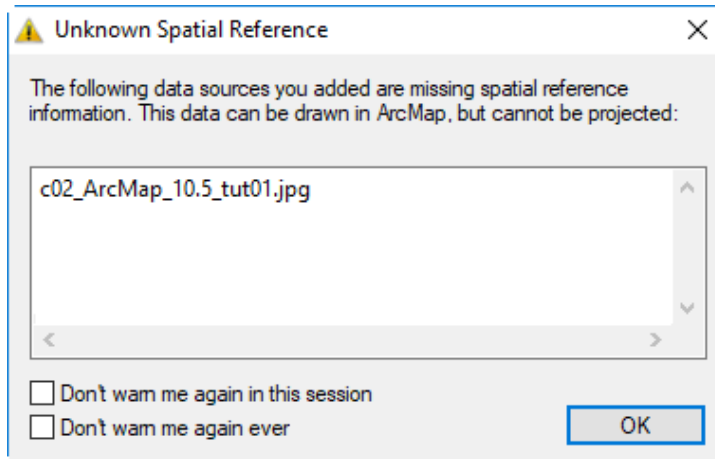 Unknown Spatial Reference
The following data sources you added are missing spatial reference
information. This data can be drawn in ArcMap, but cannot be projected:
c02_ArcMap_10.5_tut01.jpg
Don't warn me again in this session
Don't warn me again ever
OK